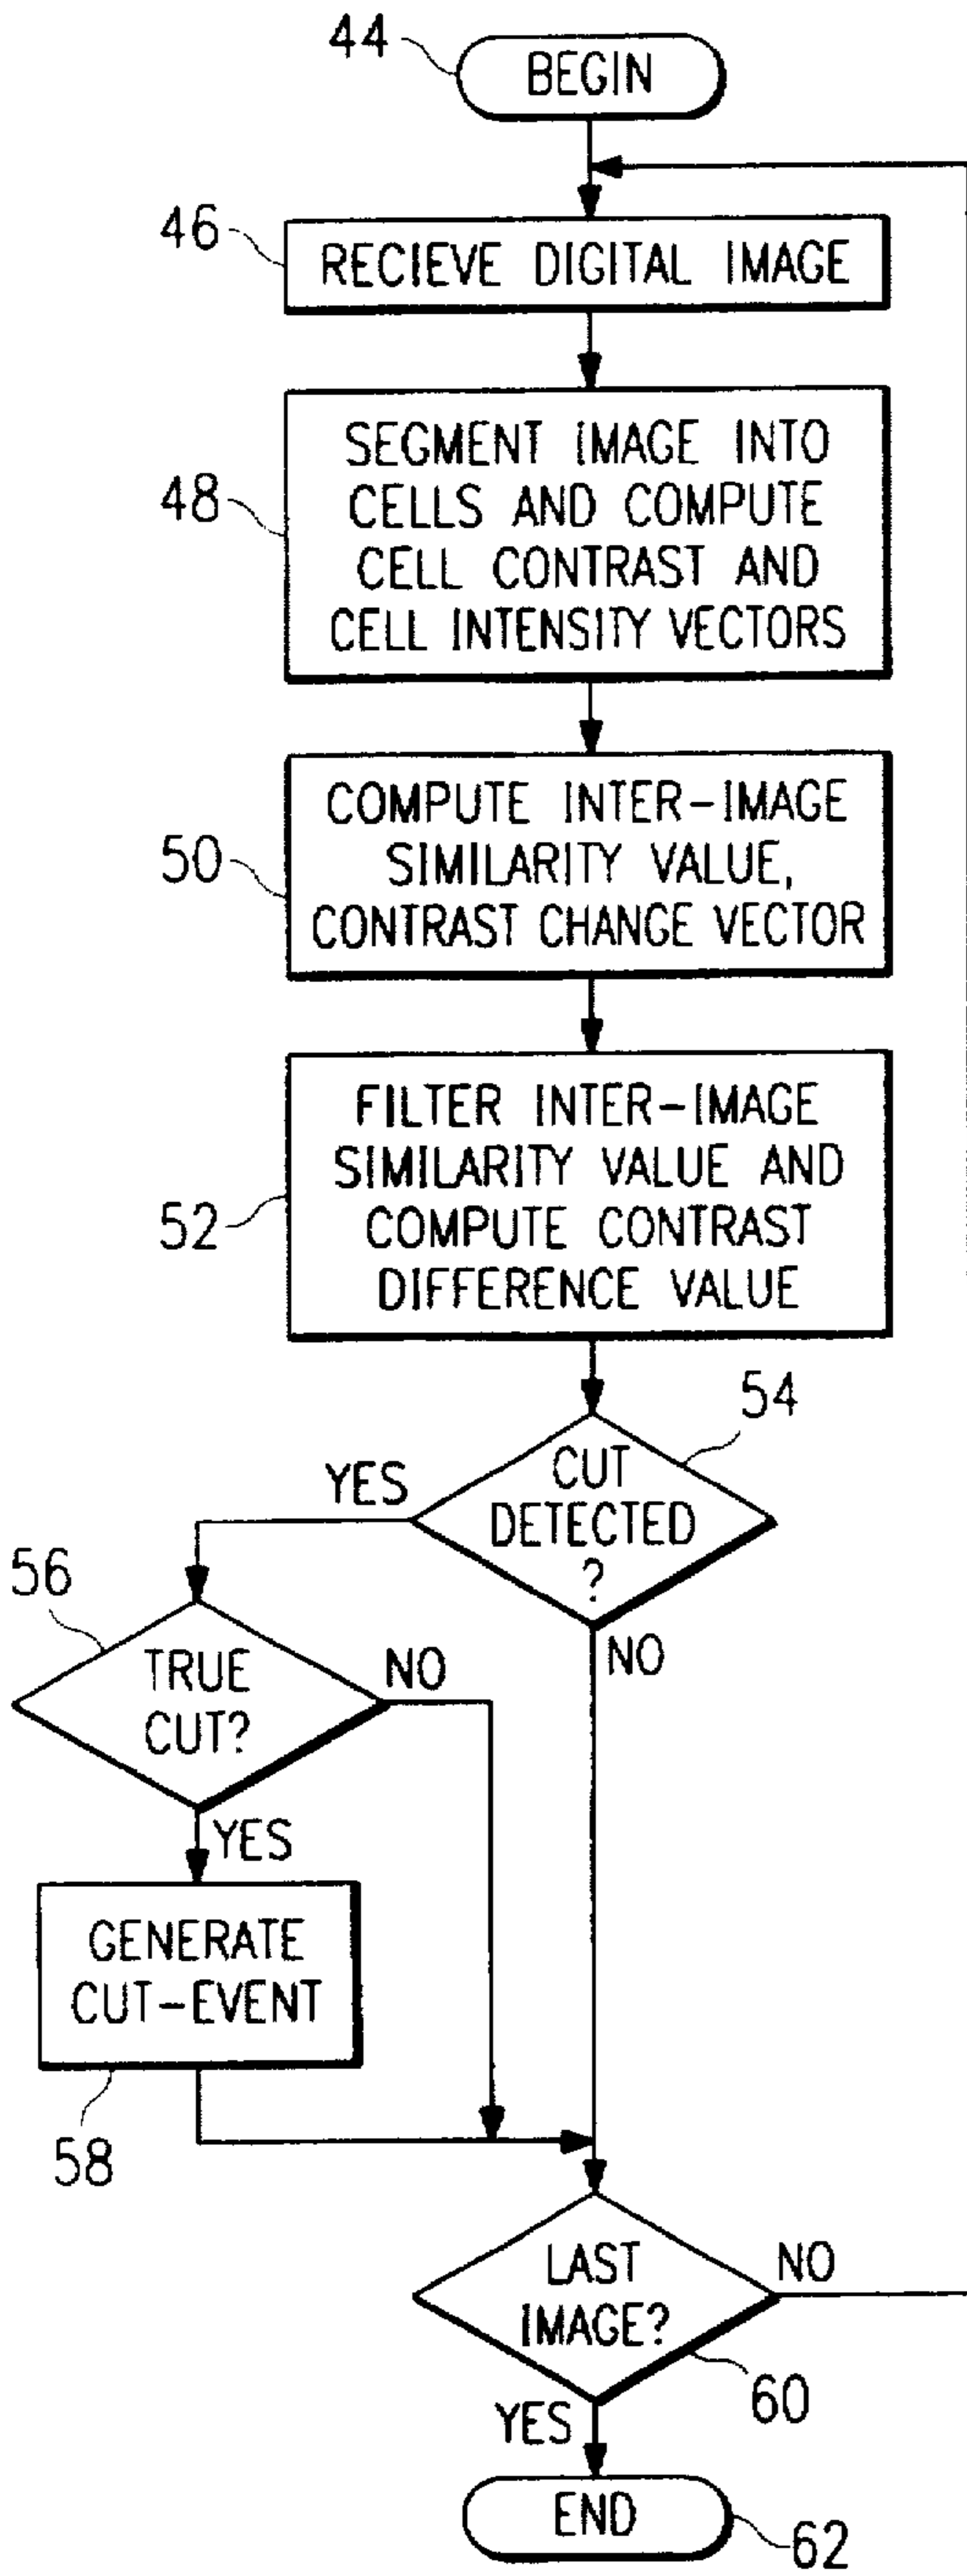 44
BEGIN
46
RECIEVE DIGITAL IMAGE
48
SEGMENT IMAGE INTO
CELLS AND COMPUTE
CELL CONTRAST AND
CELL INTENSITY VECTORS
50
COMPUTE INTER-IMAGE
SIMILARITY VALUE,
CONTRAST CHANGE VECTOR
52
FILTER INTER-IMAGE
SIMILARITY VALUE AND
COMPUTE CONTRAST
DIFFERENCE VALUE
54
CUT
DETECTED
?
YES
NO
56
TRUE
CUT?
NO
YES
GENERATE
CUT-EVENT
58
LAST
IMAGE?
NO
60
YES
END
62